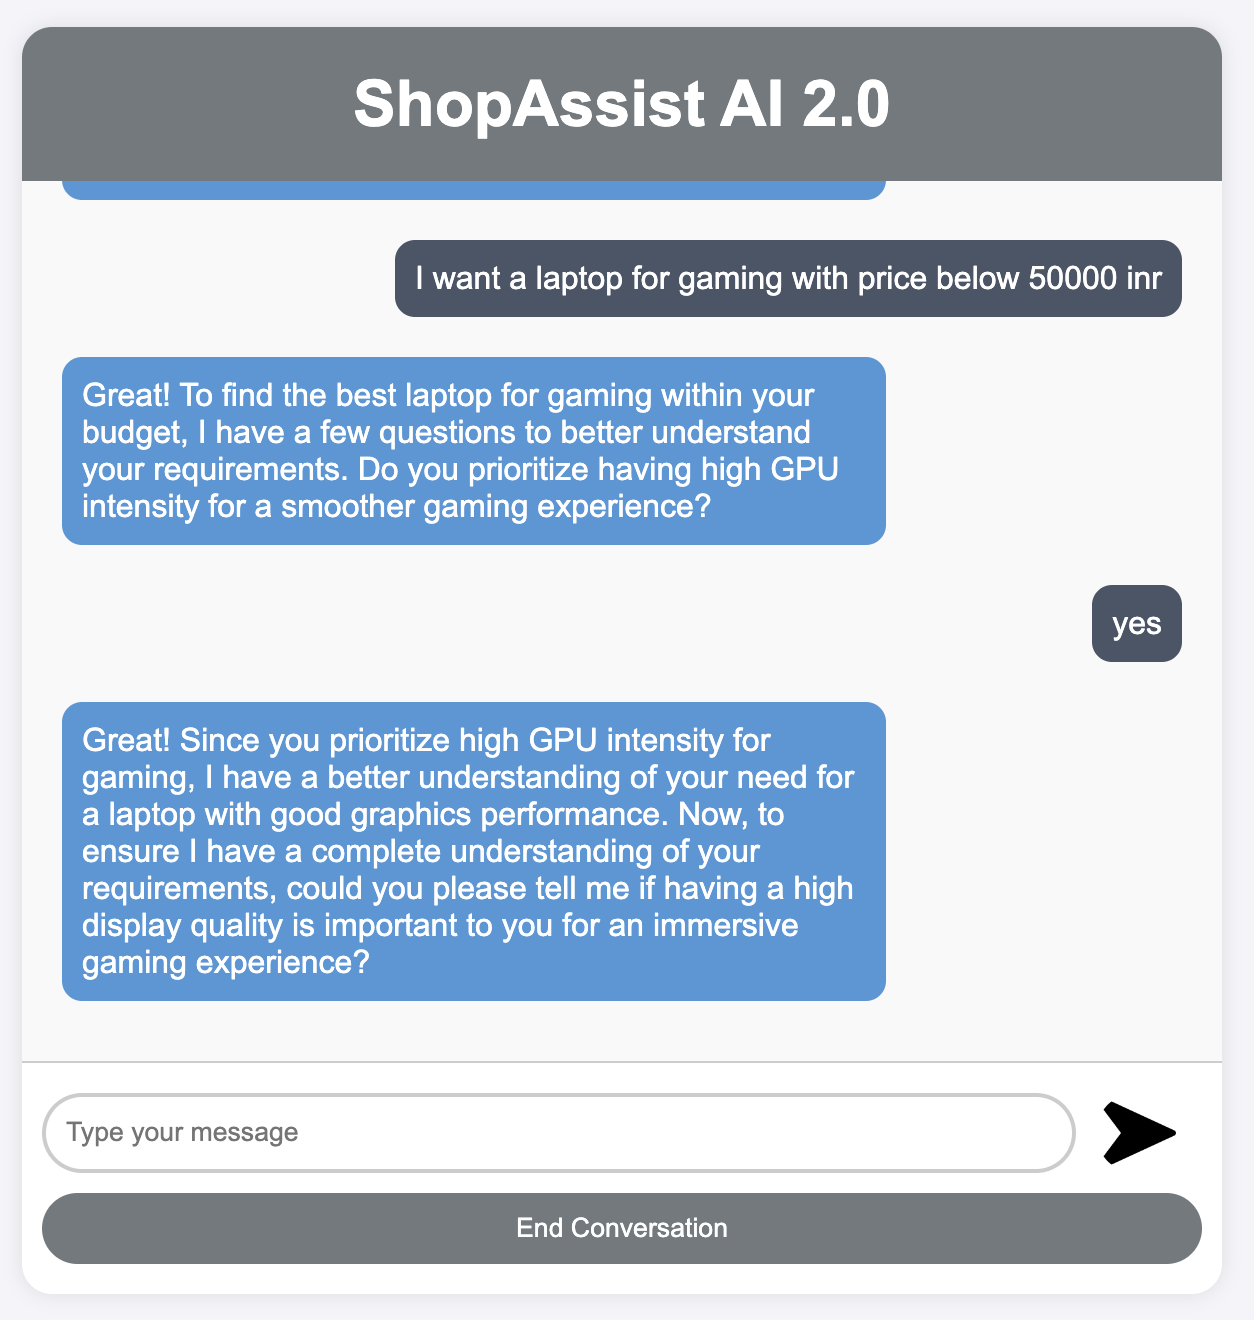 ShopAssist AI 2.0
I want a laptop for gaming with price below 50000 inr
Great! To find the best laptop for gaming within your
budget, I have a few questions to better understand
your requirements. Do you prioritize having high GPU
intensity for a smoother gaming experience?
yes
Great! Since you prioritize high GPU intensity for
gaming, I have a better understanding of your need for
a laptop with good graphics performance. Now, to
ensure I have a complete understanding of your
requirements, could you please tell me if having a high
display quality is important to you for an immersive
gaming experience?
Type your message
End Conversation